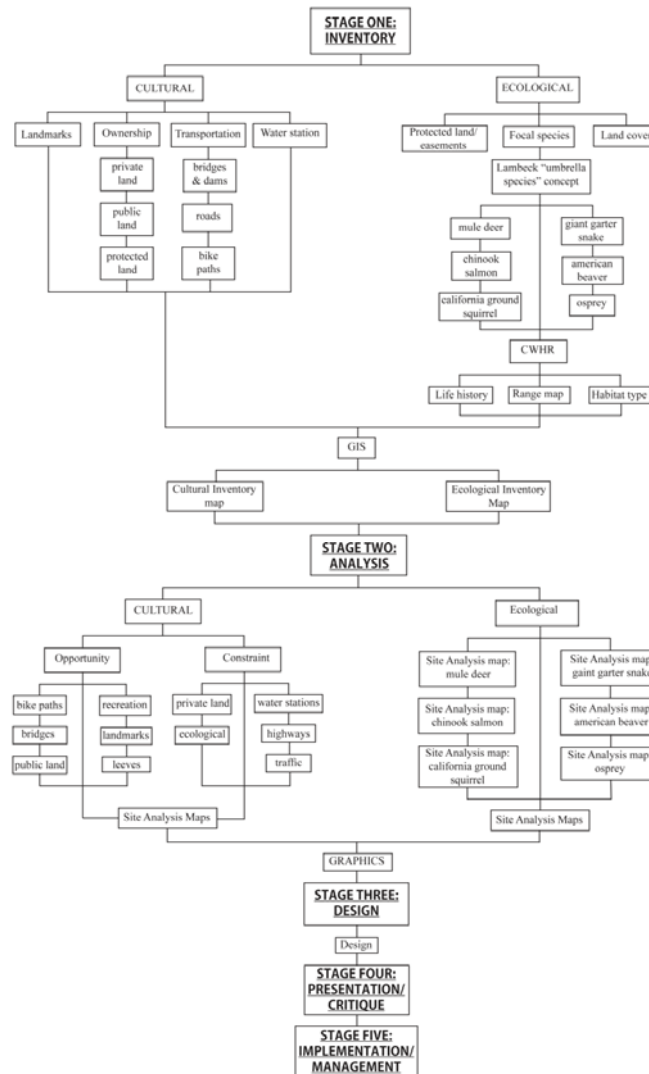 STAGE ONE:
INVENTORY
CULTURAL
ECOLOGICAL
Landmarks
Ownership
Transportation
Water station
Protected land/
easements
Focal species
Land cover
private
land
bridges
& dams
Lambeck “umbrella
species” concept
public
land
roads
mule deer
giant garter
snake
protected
land
bike
paths
chinook
salmon
american
beaver
california ground
squirrel
osprey
CWHR
Life history
Range map
Habitat type
GIS
Cultural Inventory
map
Ecological Inventory
Map
STAGE TWO:
ANALYSIS
CULTURAL
Ecological
Opportunity
Constraint
Site Analysis map:
mule deer
Site Analysis map:
gaint garter snake
bike paths
recreation
private land
water stations
Site Analysis map:
chinook salmon
Site Analysis map:
american beaver
bridges
landmarks
ecological
highways
public land
leeves
traffic
Site Analysis map:
california ground
squirrel
Site Analysis map:
osprey
Site Analysis Maps
Site Analysis Maps
GRAPHICS
STAGE THREE:
DESIGN
Design
STAGE FOUR:
PRESENTATION/
CRITIQUE
STAGE FIVE:
IMPLEMENTATION/
MANAGEMENT